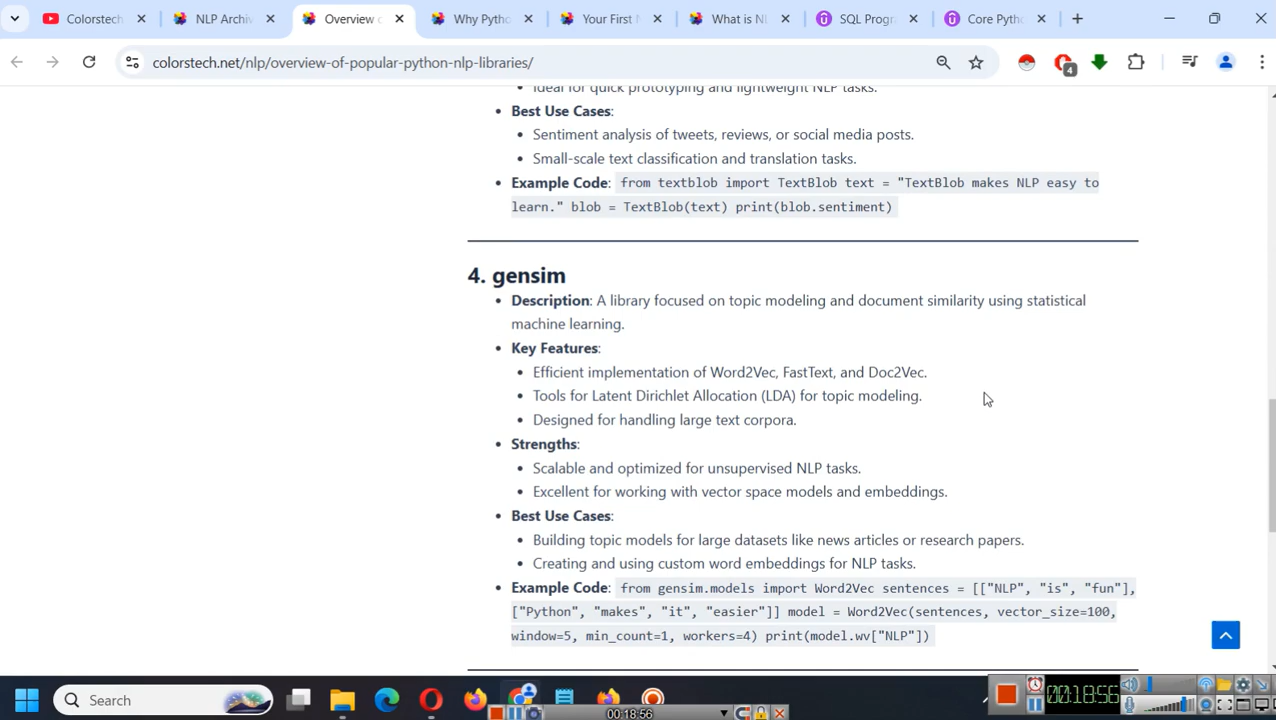 Colorstech
NLP Archiv
Overview o
Why Pytho
Your First
What is NL
SQL Progra
Core Pytho
colorstech.net/nlp/overview-of-popular-python-nlp-libraries/
4
Ideal for quick prototyping and lightweight NLP tasks.
Best Use Cases:
Sentiment analysis of tweets, reviews, or social media posts.
Small-scale text classification and translation tasks.
Example Code: from textblob import TextBlob text = "TextBlob makes NLP easy to
learn." blob = TextBlob(text) print(blob.sentiment)
4. gensim
Description: A library focused on topic modeling and document similarity using statistical
machine learning.
Key Features:
Efficient implementation of Word2Vec, FastText, and Doc2Vec.
Tools for Latent Dirichlet Allocation (LDA) for topic modeling.
Designed for handling large text corpora.
Strengths:
Scalable and optimized for unsupervised NLP tasks.
Excellent for working with vector space models and embeddings.
Best Use Cases:
Building topic models for large datasets like news articles or research papers.
Creating and using custom word embeddings for NLP tasks.
Example Code: from gensim.models import Word2Vec sentences = [["NLP", "is", "fun"],
["Python", "makes", "it", "easier"]] model = Word2Vec(sentences, vector_size=100,
window=5, min_count=1, workers=4) print(model.wv["NLP"])
Search
00:18:56
00:18:56